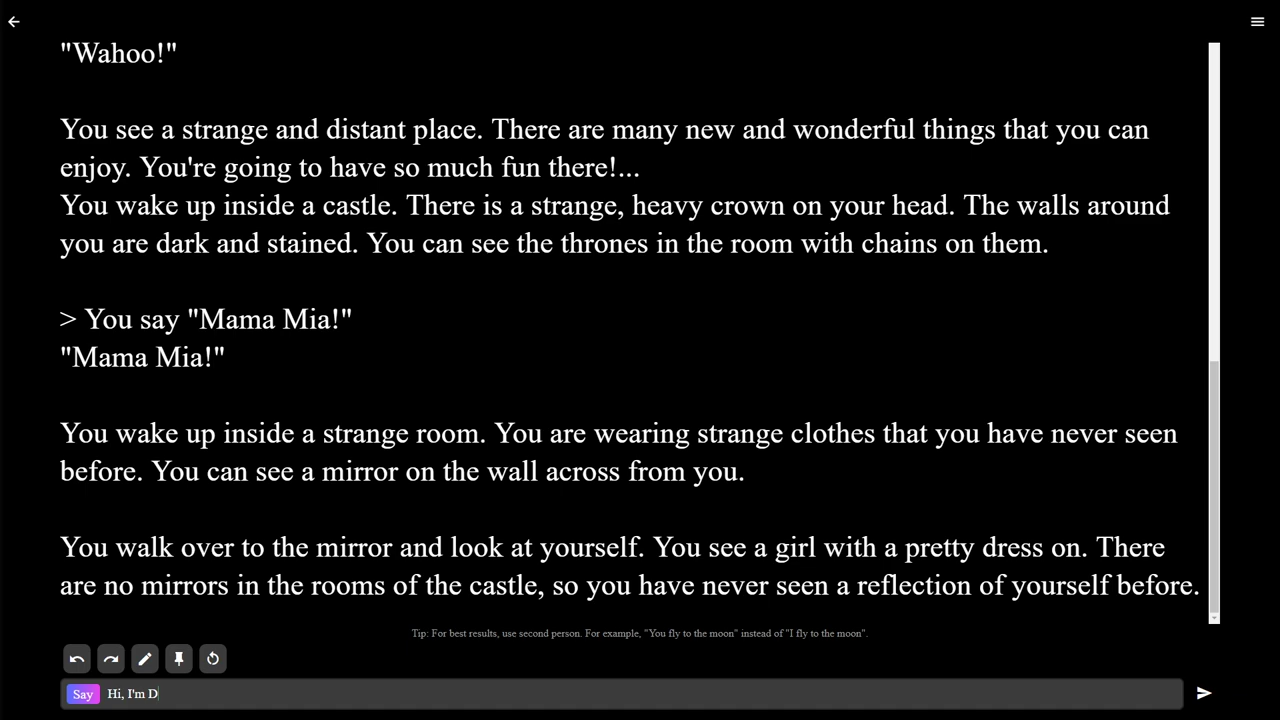 "Wahoo!"
You see a strange and distant place. There are many new and wonderful things that you can
enjoy. You're going to have so much fun there!...
You wake up inside a castle. There is a strange, heavy crown on your head. The walls around
you are dark and stained. You can see the thrones in the room with chains on them.
> You say "Mama Mia!"
"Mama Mia!"
You wake up inside a strange room. You are wearing strange clothes that you have never seen
before. You can see a mirror on the wall across from you.
You walk over to the mirror and look at yourself. You see a girl with a pretty dress on. There
are no mirrors in the rooms of the castle, so you have never seen a reflection of yourself before.
Tip: For best results, use second person. For example, "You fly to the moon" instead of "I fly to the moon".
Say Hi, I'm D